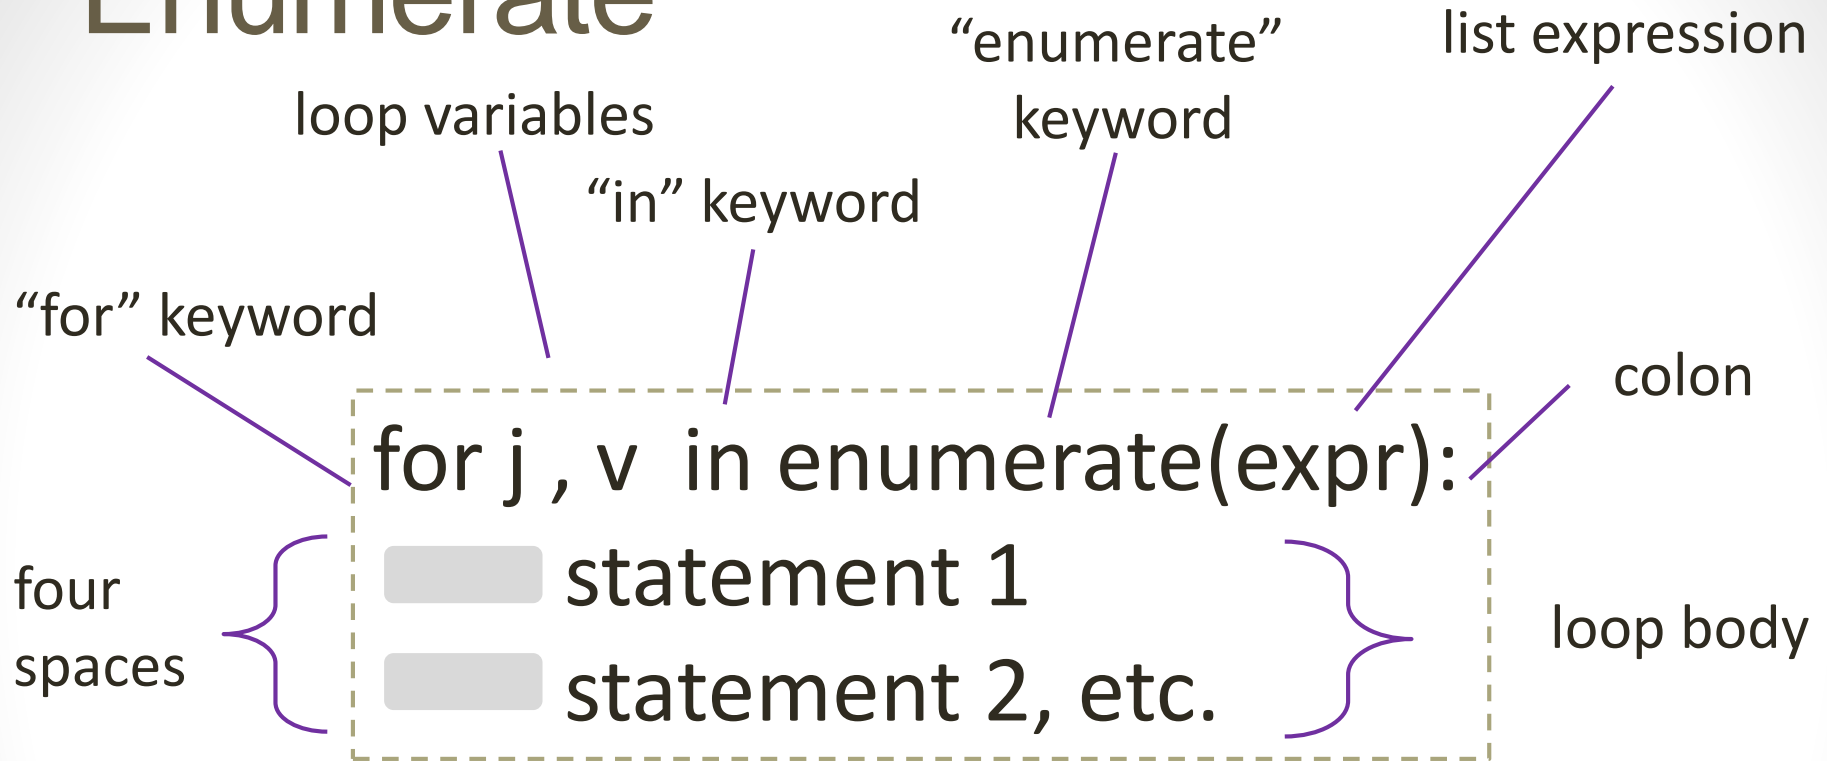 Enumerate
“enumerate”
keyword
list expression
loop variables
“in” keyword
“for” keyword
colon
for j , v in enumerate(expr):
four
spaces
statement 1
statement 2, etc.
loop body